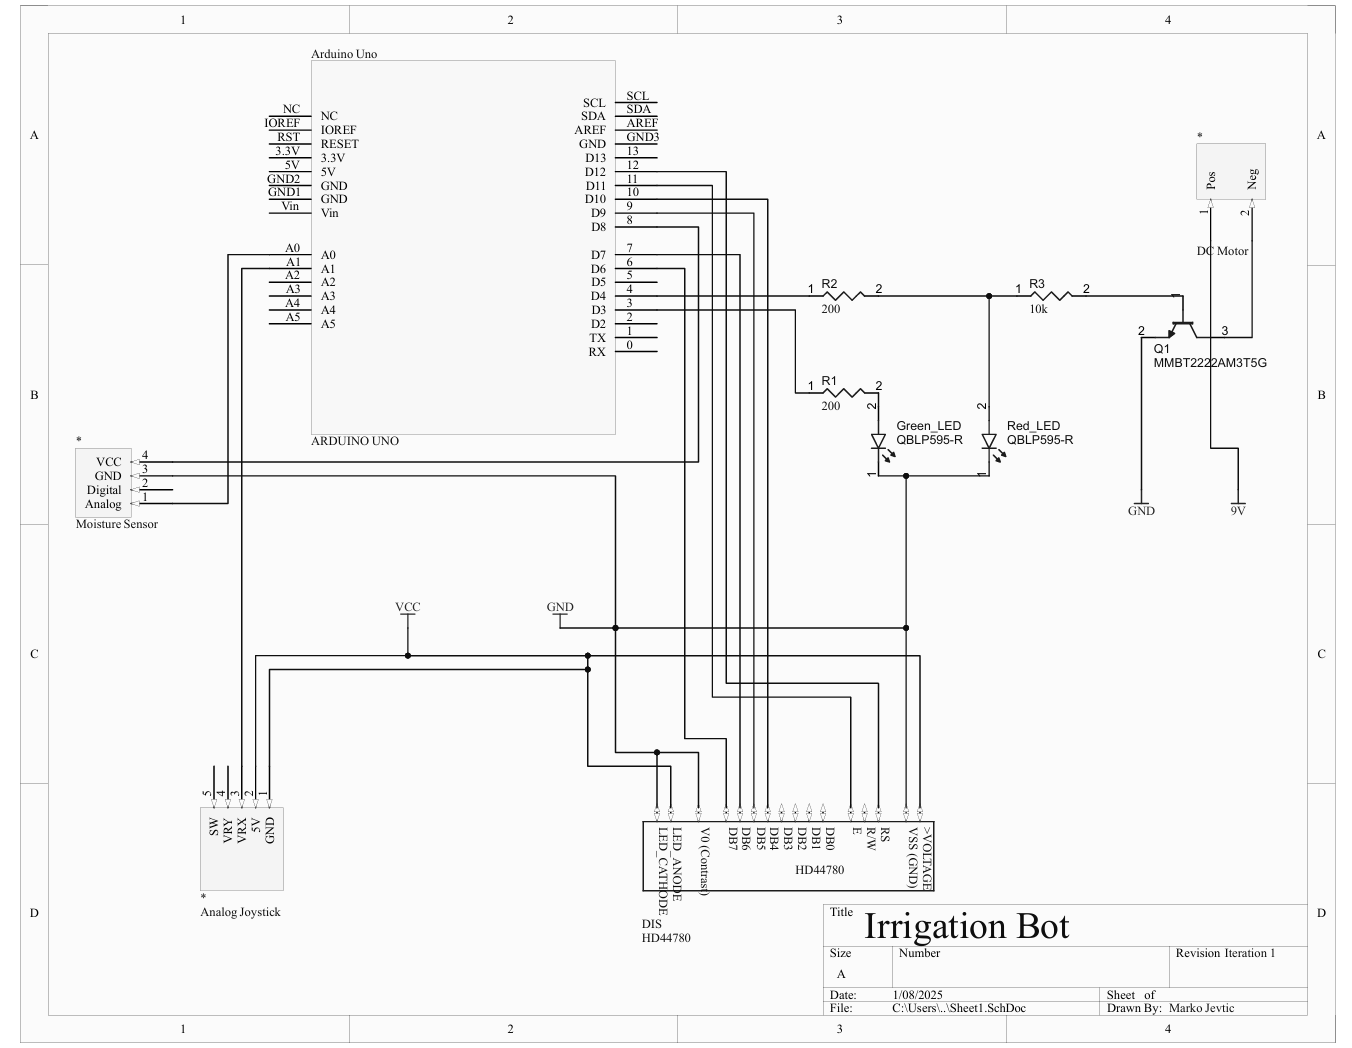 1 2 3 4
A
B
C
D
A
B
C
D
1 2 3 4
Arduino Uno
NC NC
IOREF IOREF
RST RESET
3.3V 3.3V
5V 5V
GND2 GND
GND1 GND
Vin Vin
A0 A0
A1 A1
A2 A2
A3 A3
A4 A4
A5 A5
SCL SCL
SDA SDA
AREF AREF
GND GND3
D13 13
D12 12
D11 11
D10 10
D9 9
D8 8
D7 7
D6 6
D5 5
D4 4
D3 3
D2 2
TX 1
RX 0
ARDUINO UNO
*
Pos Neg
1 2
DC Motor
1 R2 2
200
1 R3 2
10k
1
2 3
Q1
MMBT2222AM3T5G
1 R1 2
200
2
Green_LED
QBLP595-R
1
2
Red_LED
QBLP595-R
1
GND
9V
*
VCC 4
GND 3
Digital 2
Analog 1
Moisture Sensor
VCC
GND
5 4 3 2 1
SW VRY VRX 5V GND
*
Analog Joystick
LED_CATHODE
LED_ANODE
V0 (Contrast)
DB7
DB6
DB5
DB4
DB3
DB2
DB1
DB0
E
R/W
RS
VSS (GND)
>VOLTAGE
HD44780
DIS
HD44780
Title Irrigation Bot
Size Number Revision Iteration 1
A
Date: 1/08/2025 Sheet of
File: C:\Users\..\Sheet1.SchDoc Drawn By: Marko Jevtic